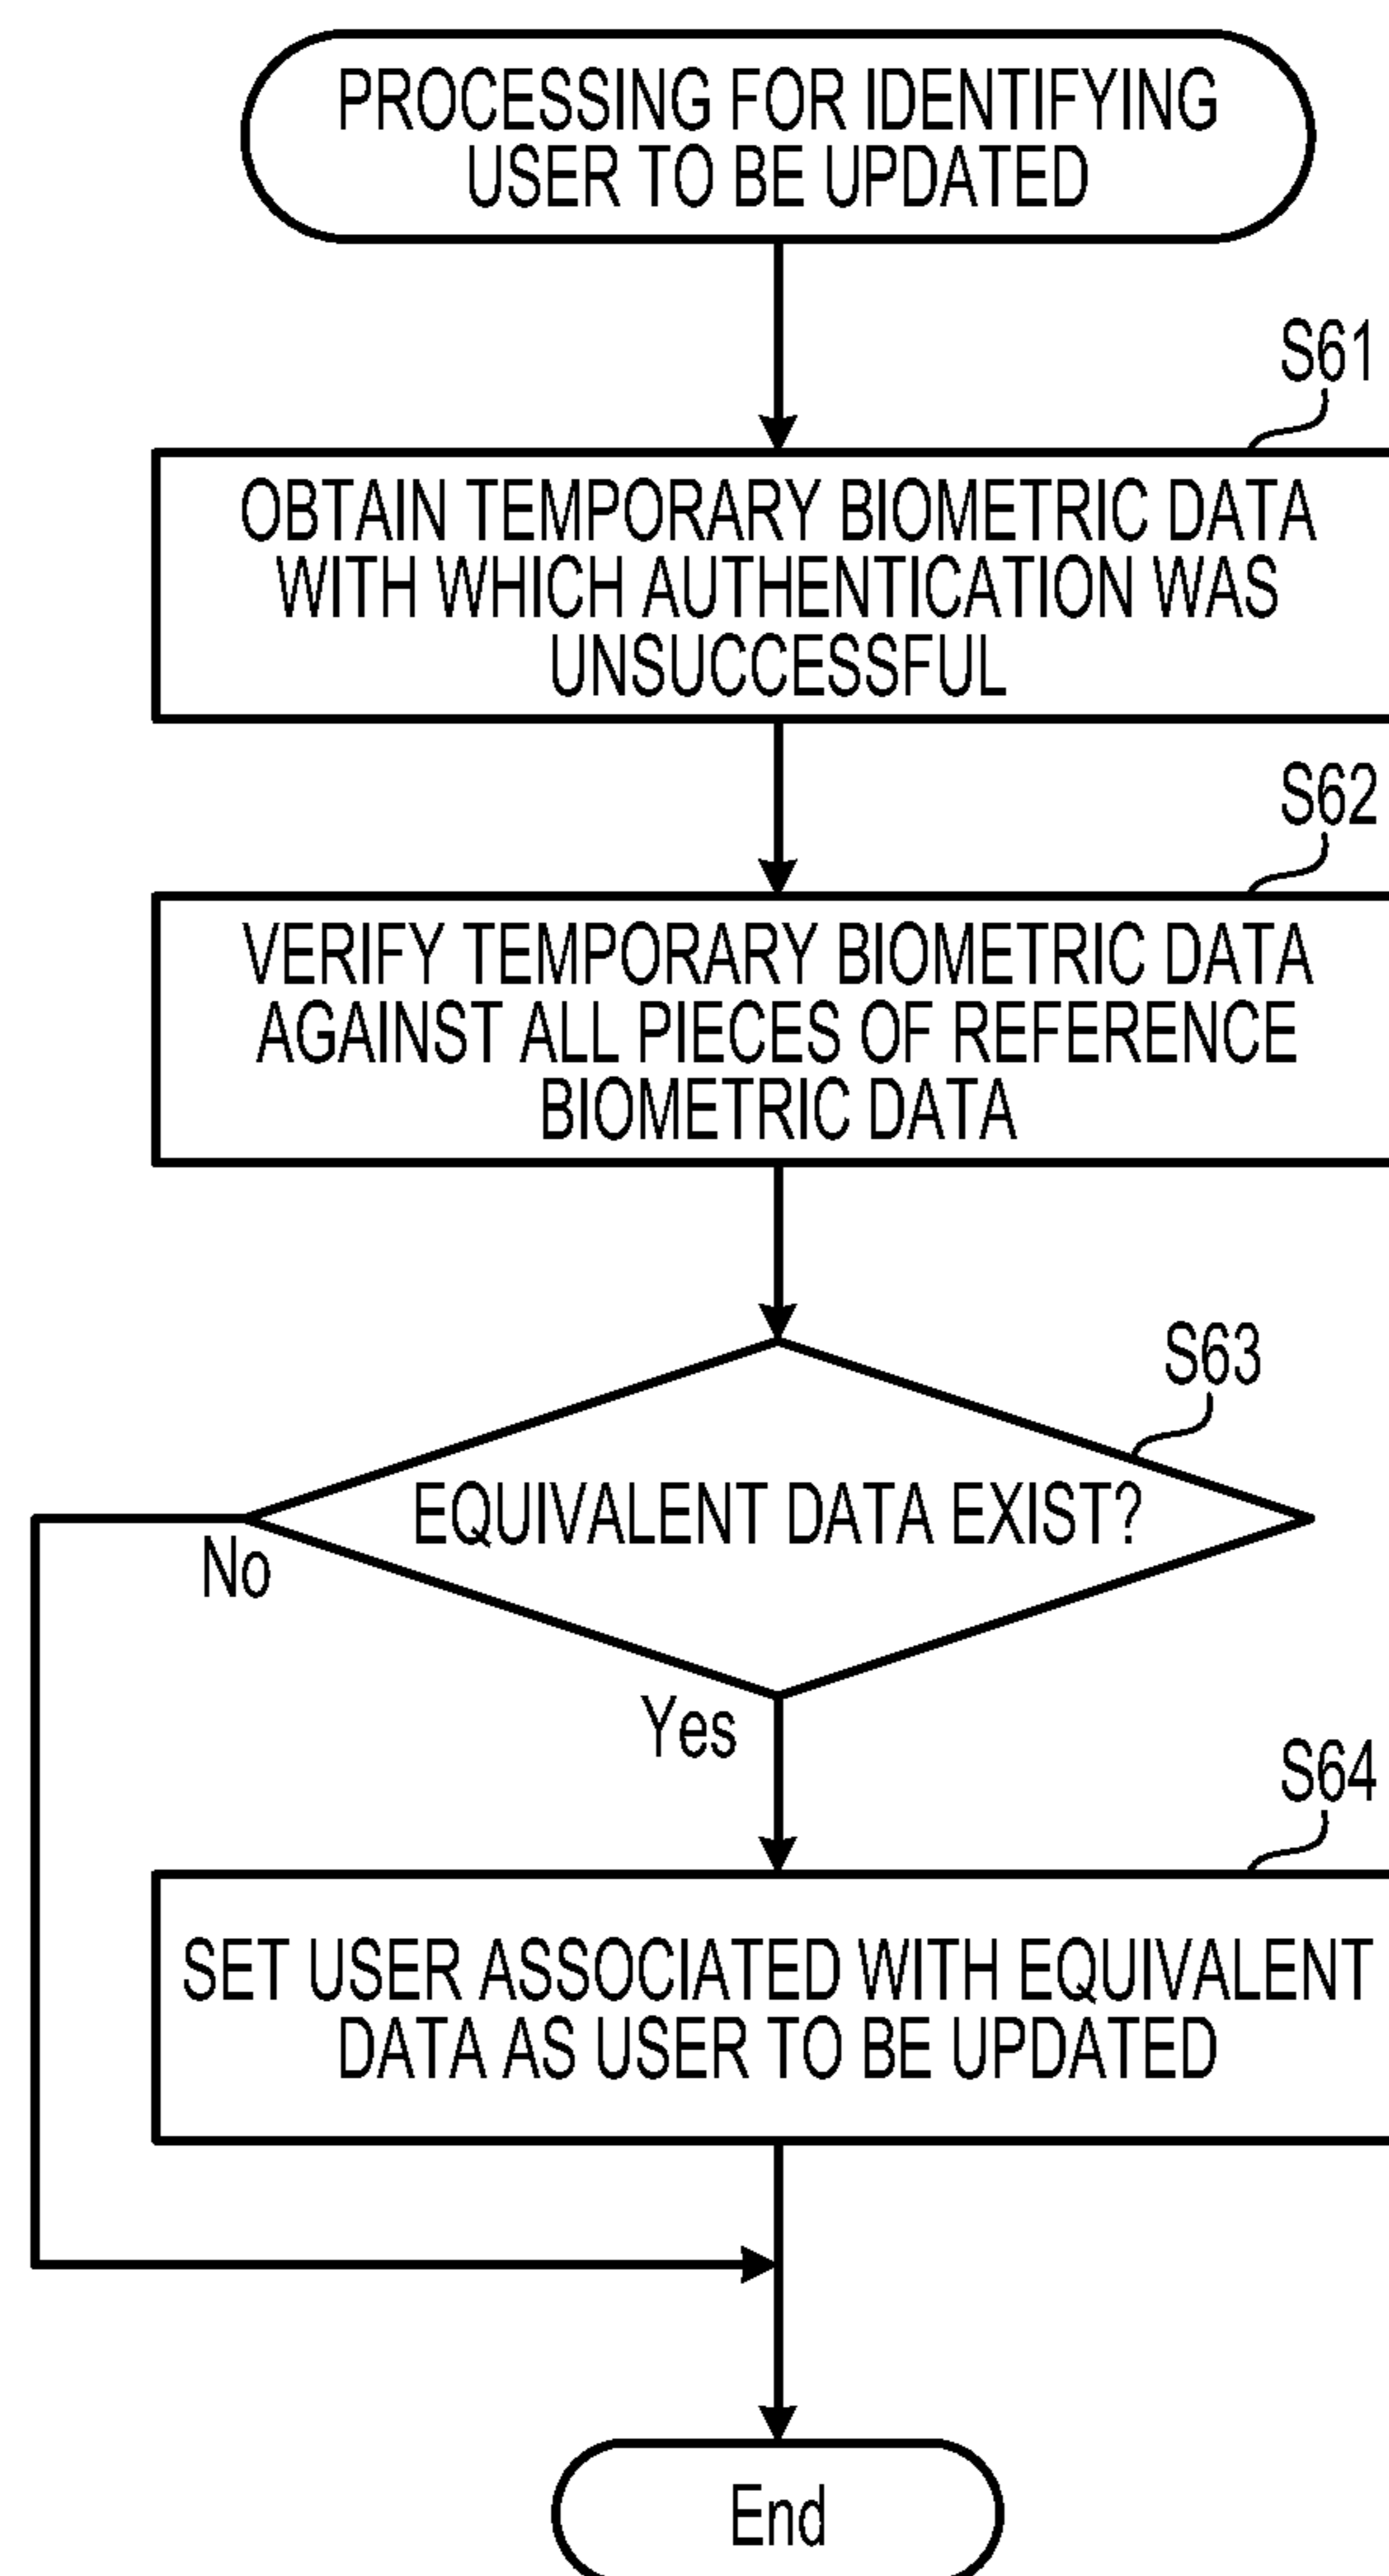 PROCESSING FOR IDENTIFYING
USER TO BE UPDATED
S61
OBTAIN TEMPORARY BIOMETRIC DATA
WITH WHICH AUTHENTICATION WAS
UNSUCCESSFUL
S62
VERIFY TEMPORARY BIOMETRIC DATA
AGAINST ALL PIECES OF REFERENCE
BIOMETRIC DATA
S63
EQUIVALENT DATA EXIST?
No
Yes
S64
SET USER ASSOCIATED WITH EQUIVALENT
DATA AS USER TO BE UPDATED
End